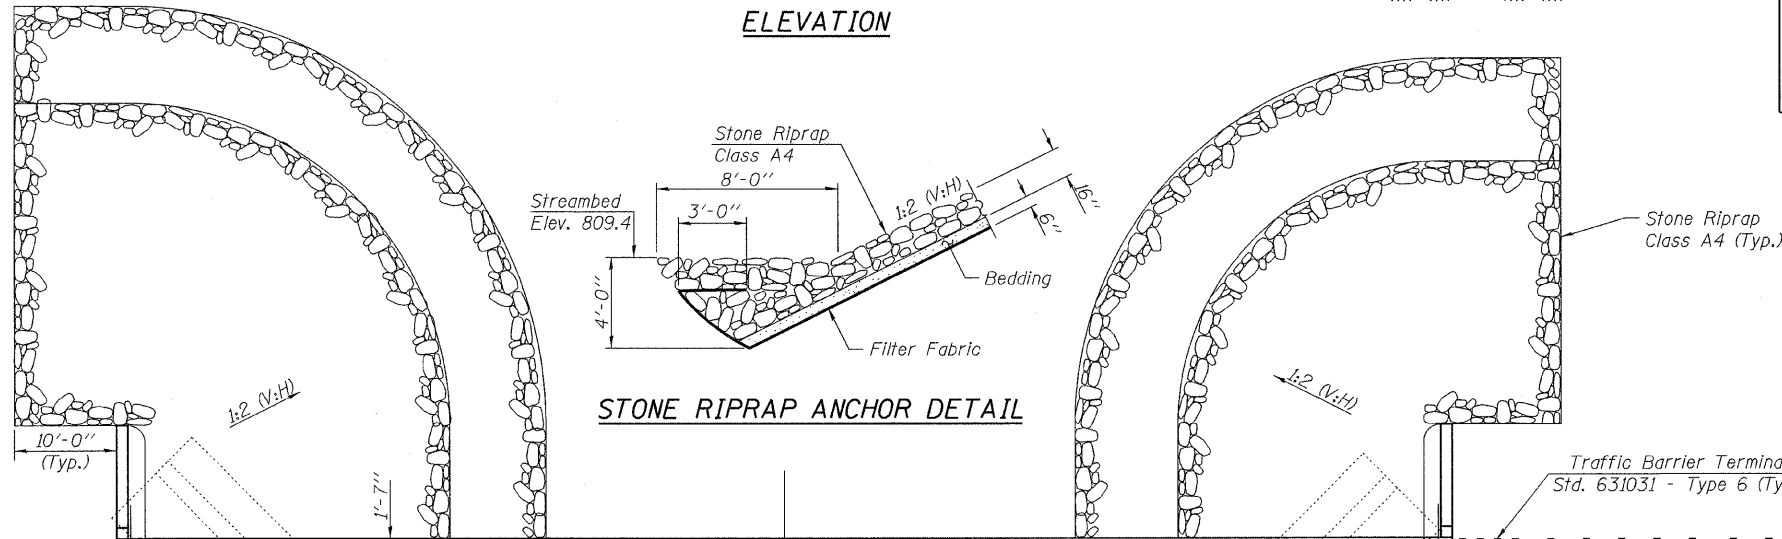 ELEVATION
Stone Riprap
Class A4
8'-0"
3'-0"
Streambed
Elev. 809.4
4'-0"
1:2 (V:H)
16"
6"
Bedding
Filter Fabric
STONE RIPRAP ANCHOR DETAIL
Stone Riprap
Class A4 (Typ.)
1:2 (V:H)
1:2 (V:H)
10'-0"
(Typ.)
1'-7"
Traffic Barrier Termina
Std. 631031 - Type 6 (Ty